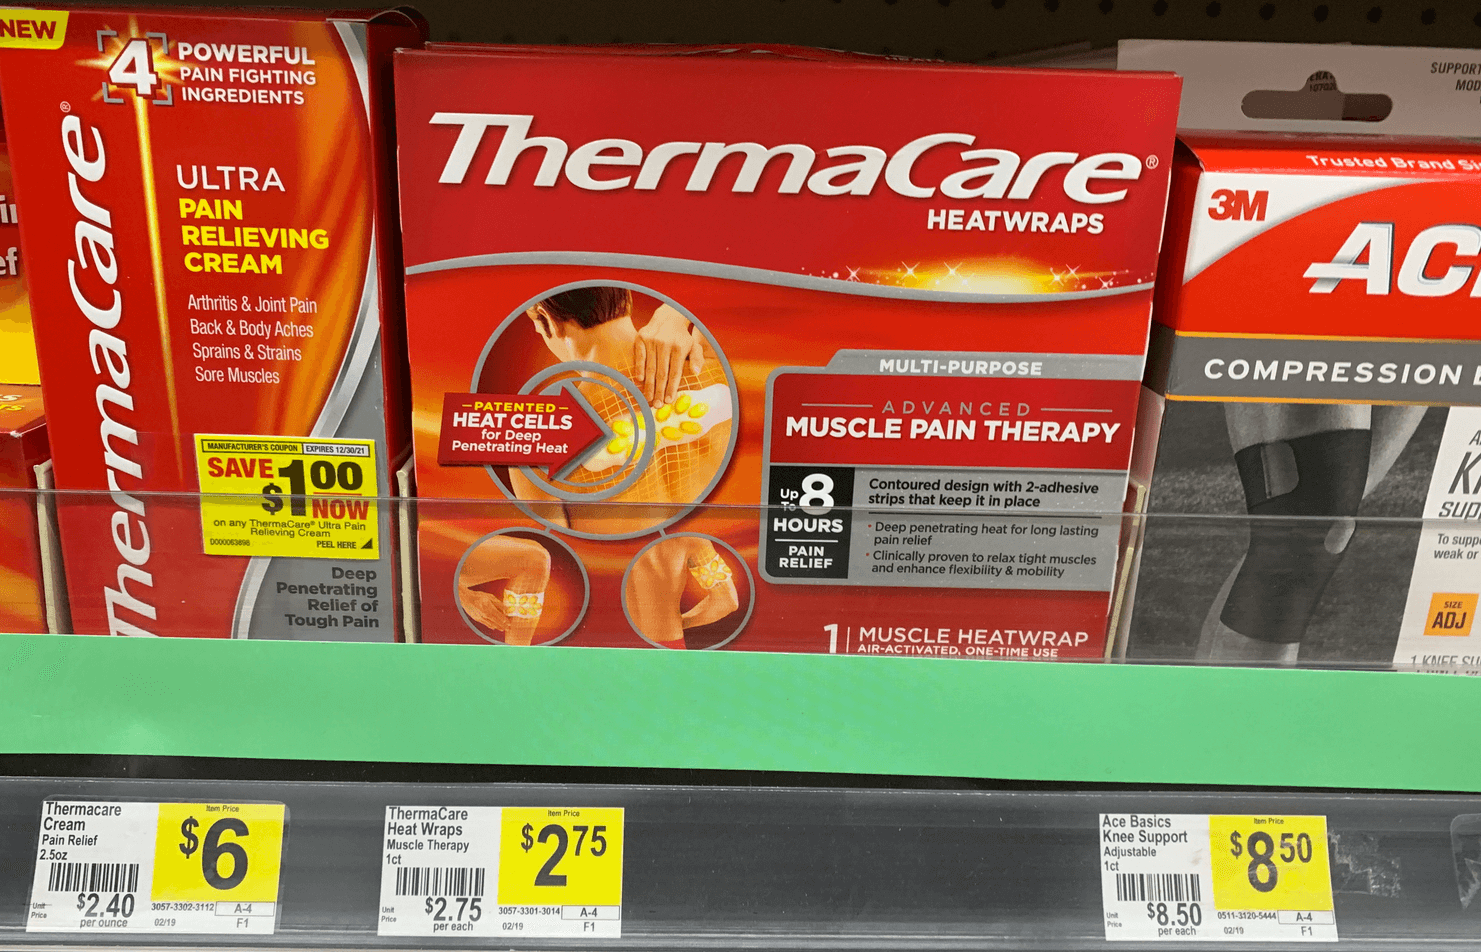 NEW
4
POWERFUL
PAIN FIGHTING
INGREDIENTS
ThermaCare®
ULTRA
PAIN
RELIEVING
CREAM
Arthritis & Joint Pain
Back & Body Aches
Sprains & Strains
Sore Muscles
MANUFACTURER'S COUPON EXPIRES 12/30/21
SAVE
$1.00
NOW
on any ThermaCare® Ultra Pain
Relieving Cream
D000063898 PEEL HERE
Deep
Penetrating
Relief of
Tough Pain
ThermaCare®
HEATWRAPS
PATENTED
HEAT CELLS
for Deep
Penetrating Heat
MULTI-PURPOSE
ADVANCED
MUSCLE PAIN THERAPY
Up To 8
HOURS
PAIN
RELIEF
Contoured design with 2-adhesive
strips that keep it in place
• Deep penetrating heat for long lasting
pain relief
• Clinically proven to relax tight muscles
and enhance flexibility & mobility
1 MUSCLE HEATWRAP
AIR-ACTIVATED, ONE-TIME USE
SUPPORT
MOD
Trusted Brand
3M
AC
COMPRESSION
To supp
weak or
SIZE
ADJ
Thermacare
Cream
Pain Relief
2.5oz
Unit
Price
$2.40
per ounce
Item Price
$6
3057-3302-3112 A-4
02/19 F1
ThermaCare
Heat Wraps
Muscle Therapy
1ct
Unit
Price
$2.75
per each
Item Price
$2.75
3057-3301-3014 A-4
02/19 F1
Ace Basics
Knee Support
Adjustable
1ct
Unit
Price
$8.50
per each
Item Price
$8.50
0511-3120-5444 A-4
02/19 F1